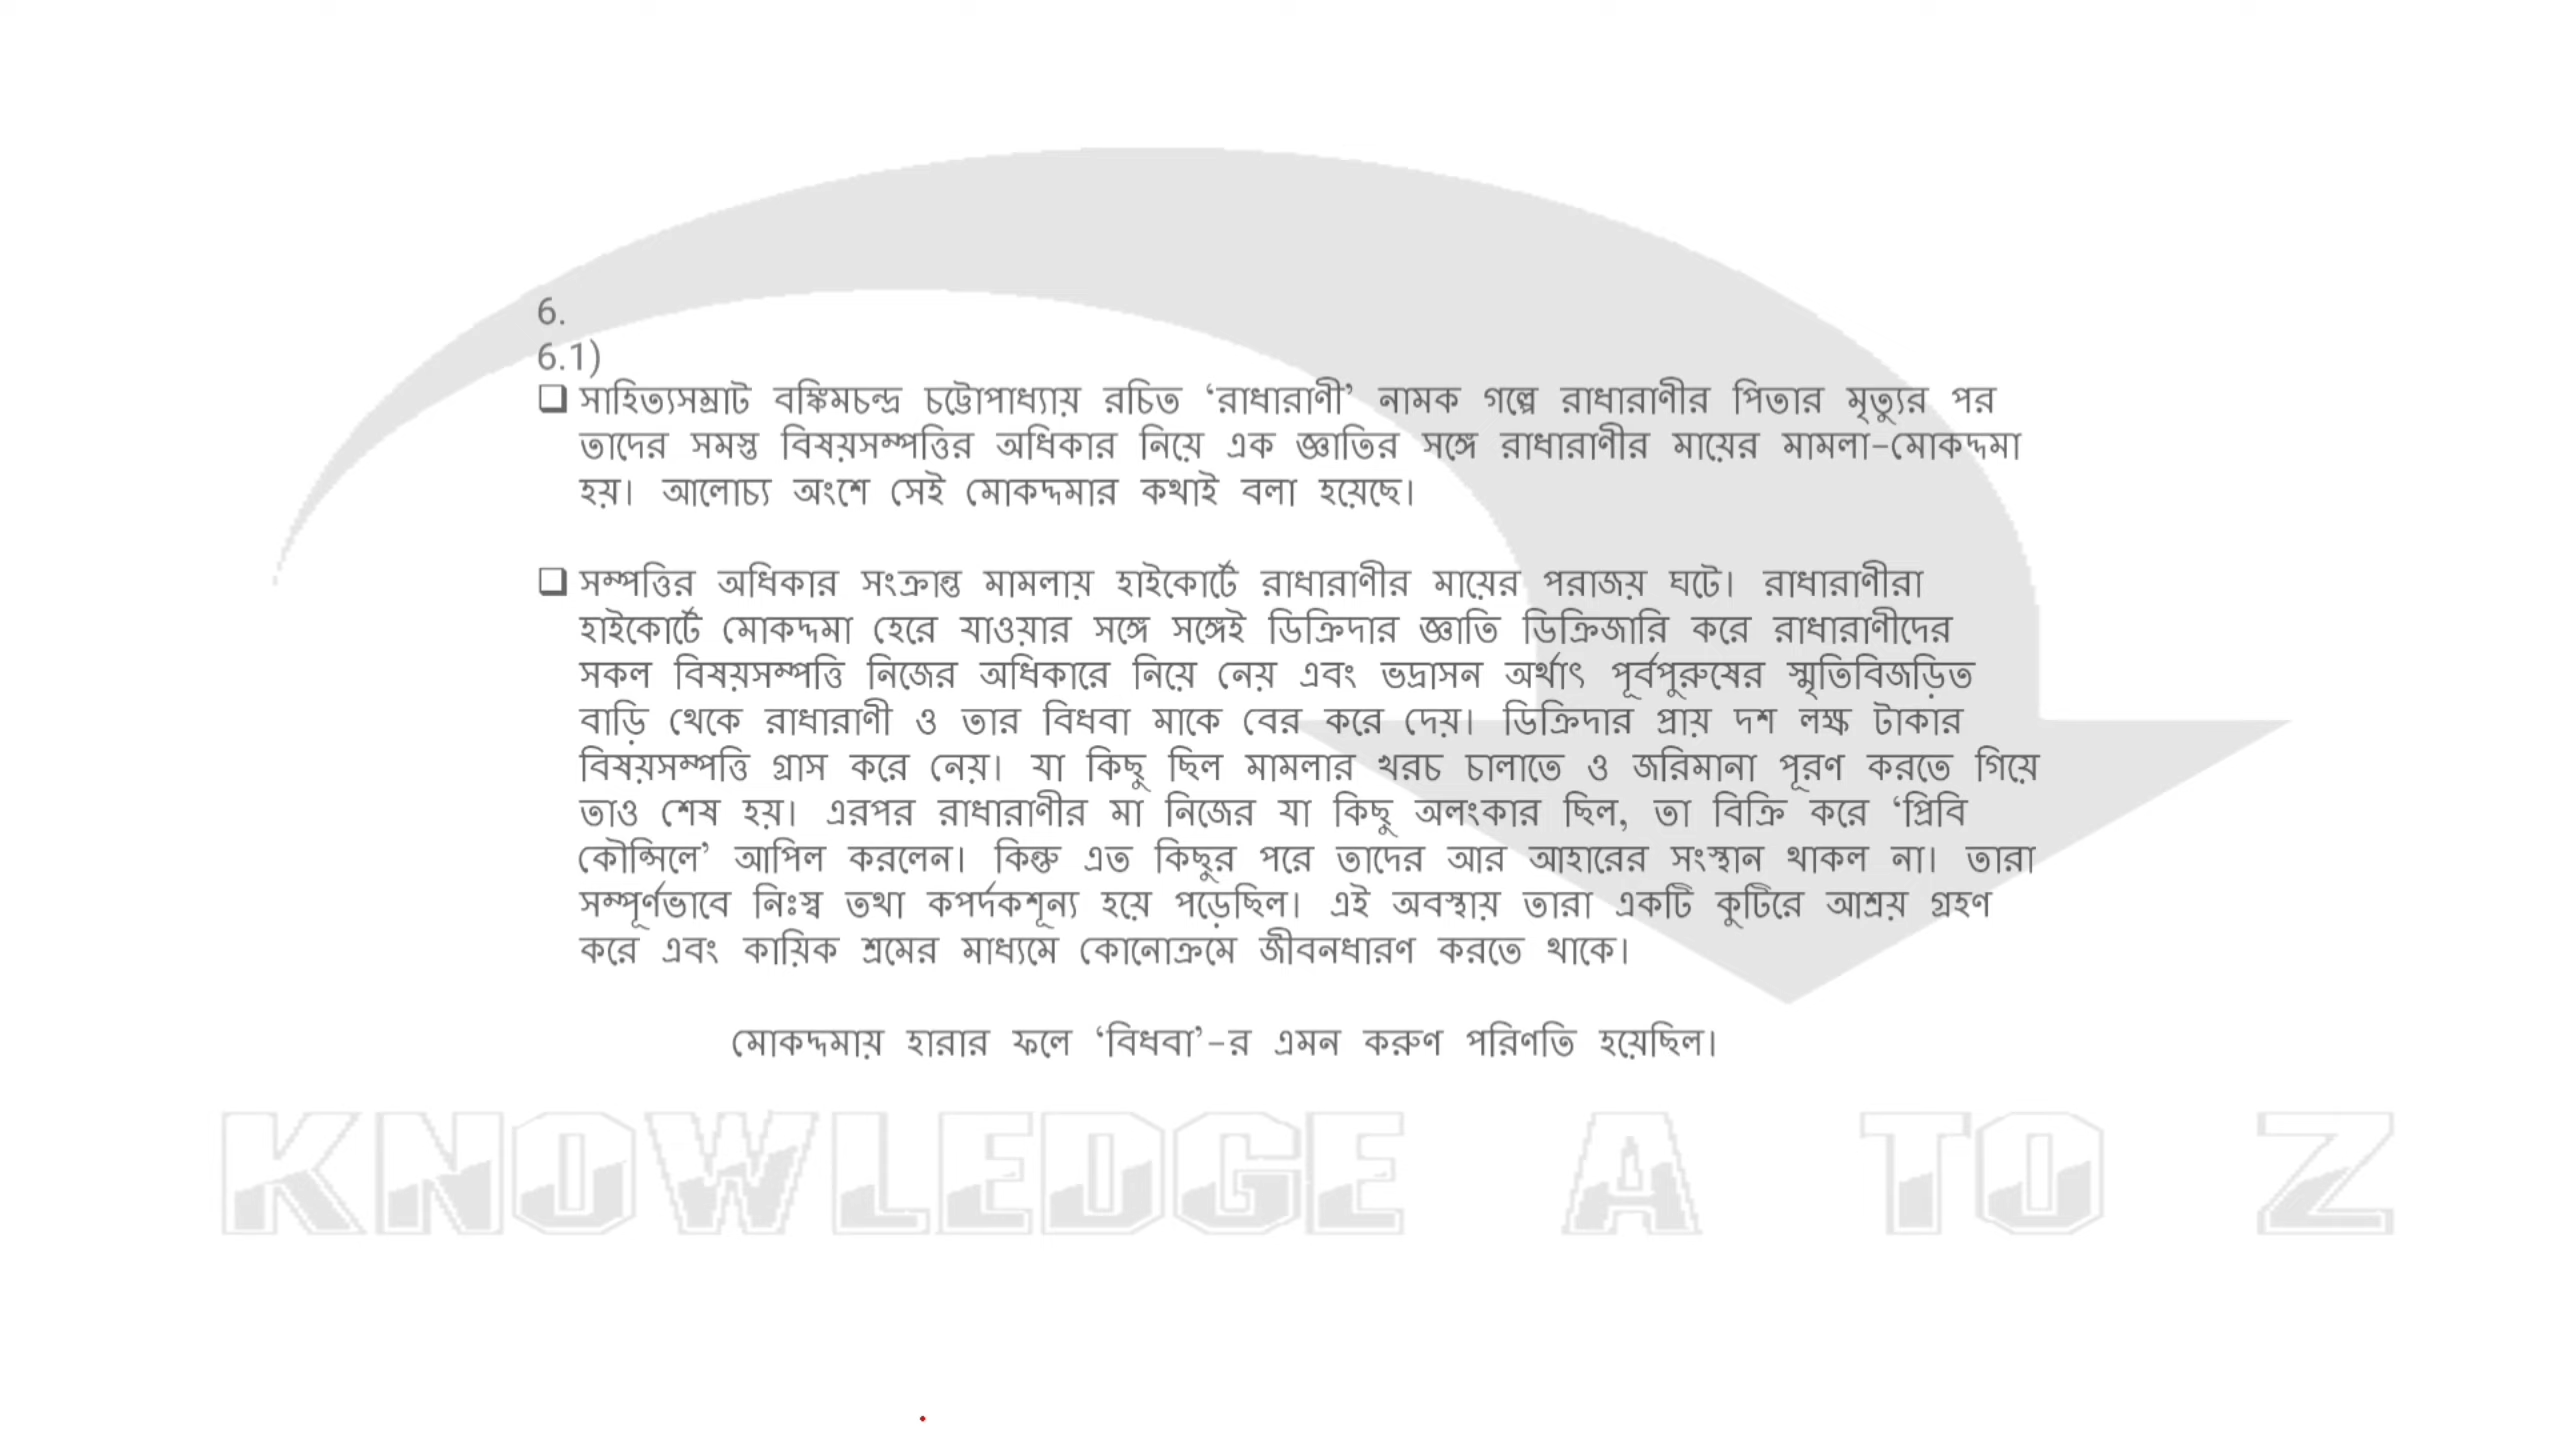 6.
6.1)
❑ সাহিত্যসম্রাট বঙ্কিমচন্দ্র চট্টোপাধ্যায় রচিত ‘রাধারাণী’ নামক গল্পে রাধারাণীর পিতার মৃত্যুর পর
তাদের সমস্ত বিষয়সম্পত্তির অধিকার নিয়ে এক জ্ঞাতির সঙ্গে রাধারাণীর মায়ের মামলা-মোকদ্দমা
হয়। আলোচ্য অংশে সেই মোকদ্দমার কথাই বলা হয়েছে।
❑ সম্পত্তির অধিকার সংক্রান্ত মামলায় হাইকোর্টে রাধারাণীর মায়ের পরাজয় ঘটে। রাধারাণীরা
হাইকোর্টে মোকদ্দমা হেরে যাওয়ার সঙ্গে সঙ্গেই ডিক্রিদার জ্ঞাতি ডিক্রিজারি করে রাধারাণীদের
সকল বিষয়সম্পত্তি নিজের অধিকারে নিয়ে নেয় এবং ভদ্রাসন অর্থাৎ পূর্বপুরুষের স্মৃতিবিজড়িত
বাড়ি থেকে রাধারাণী ও তার বিধবা মাকে বের করে দেয়। ডিক্রিদার প্রায় দশ লক্ষ টাকার
বিষয়সম্পত্তি গ্রাস করে নেয়। যা কিছু ছিল মামলার খরচ চালাতে ও জরিমানা পূরণ করতে গিয়ে
তাও শেষ হয়। এরপর রাধারাণীর মা নিজের যা কিছু অলংকার ছিল, তা বিক্রি করে ‘প্রিবি
কৌন্সিলে’ আপিল করলেন। কিন্তু এত কিছুর পরে তাদের আর আহারের সংস্থান থাকল না। তারা
সম্পূর্ণভাবে নিঃস্ব তথা কপর্দকশূন্য হয়ে পড়েছিল। এই অবস্থায় তারা একটি কুটিরে আশ্রয় গ্রহণ
করে এবং কায়িক শ্রমের মাধ্যমে কোনোক্রমে জীবনধারণ করতে থাকে।
মোকদ্দমায় হারার ফলে ‘বিধবা’-র এমন করুণ পরিণতি হয়েছিল।
KNOWLEDGE A TO Z